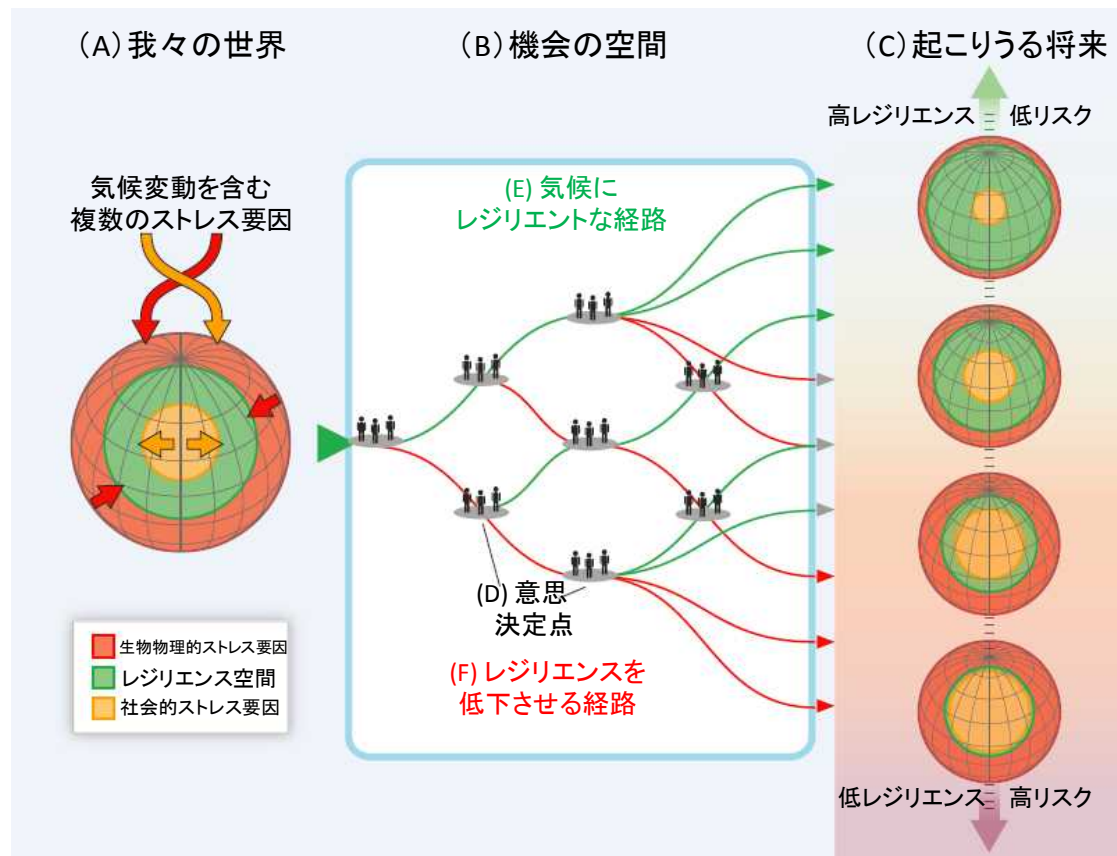 (A)我々の世界
(B)機会の空間
(C)起こりうる将来
高レジリエンス 低リスク
気候変動を含む
複数のストレス要因
(E) 気候に
レジリエントな経路
(D) 意思
決定点
(F) レジリエンスを
低下させる経路
生物物理的ストレス要因
レジリエンス空間
社会的ストレス要因
低レジリエンス 高リスク